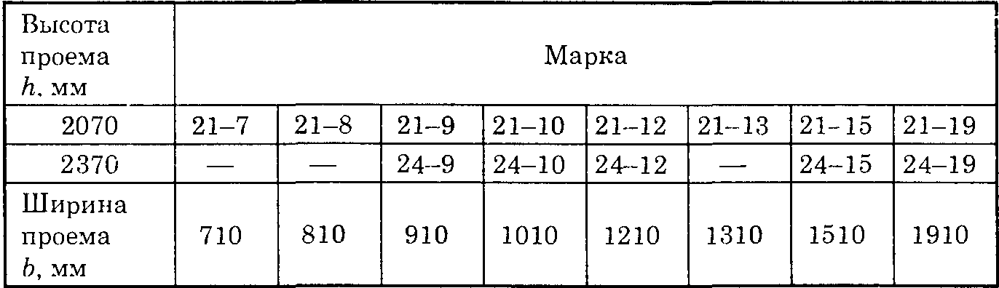 Высота
проема
h, мм
Марка
2070 21–7 21–8 21–9 21–10 21–12 21–13 21–15 21–19
2370 — — 24–9 24–10 24–12 — 24–15 24–19
Ширина
проема
b, мм
710 810 910 1010 1210 1310 1510 1910